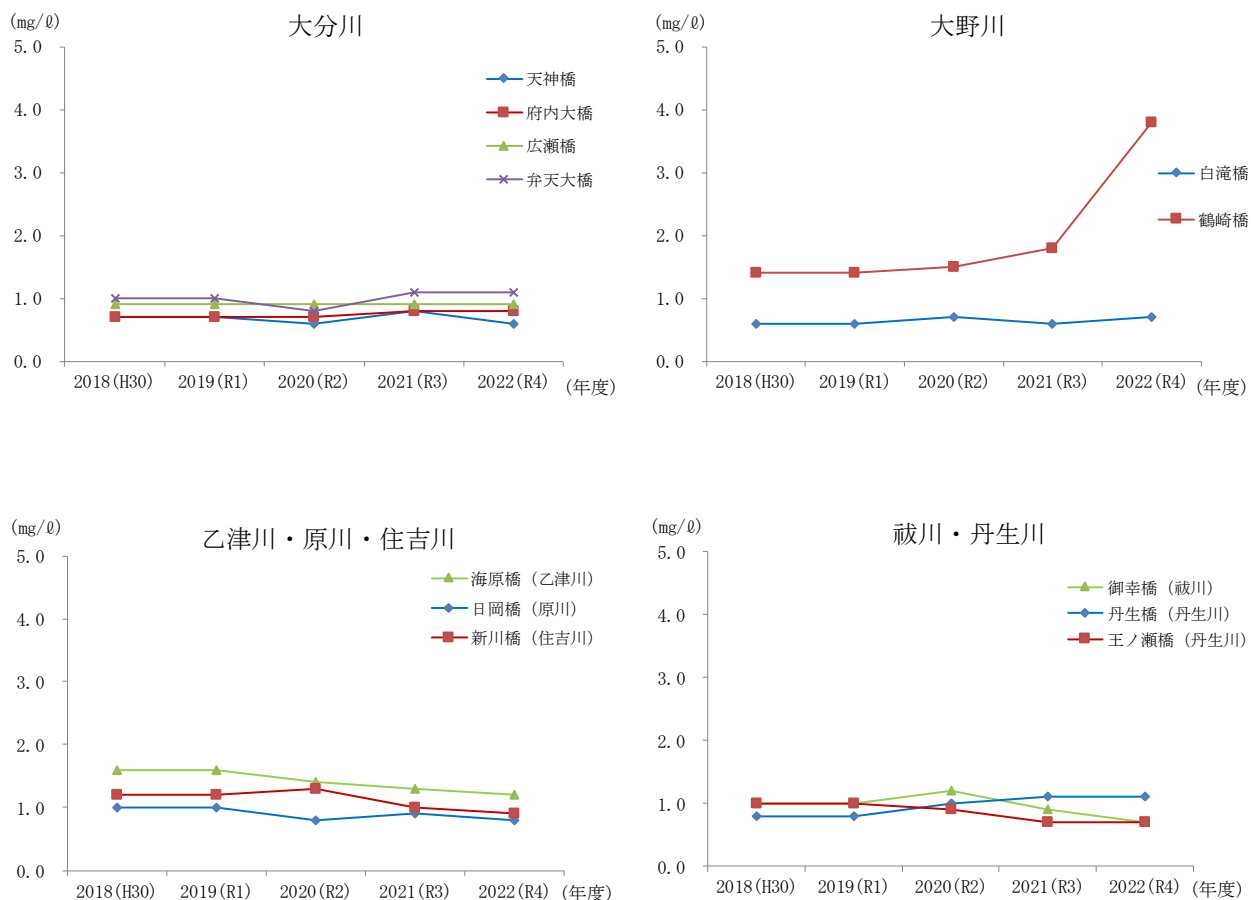 大分川
(mg/ℓ)
5.0
4.0
3.0
2.0
1.0
0.0
天神橋
府内大橋
広瀬橋
弁天大橋
2018(H30) 2019(R1) 2020(R2) 2021(R3) 2022(R4) (年度)
大野川
(mg/ℓ)
5.0
4.0
3.0
2.0
1.0
0.0
白滝橋
鶴崎橋
2018(H30) 2019(R1) 2020(R2) 2021(R3) 2022(R4) (年度)
乙津川・原川・住吉川
(mg/ℓ)
5.0
4.0
3.0
2.0
1.0
0.0
海原橋（乙津川）
日岡橋（原川）
新川橋（住吉川）
2018(H30) 2019(R1) 2020(R2) 2021(R3) 2022(R4) (年度)
祓川・丹生川
(mg/ℓ)
5.0
4.0
3.0
2.0
1.0
0.0
御幸橋（祓川）
丹生橋（丹生川）
王ノ瀬橋（丹生川）
2018(H30) 2019(R1) 2020(R2) 2021(R3) 2022(R4) (年度)